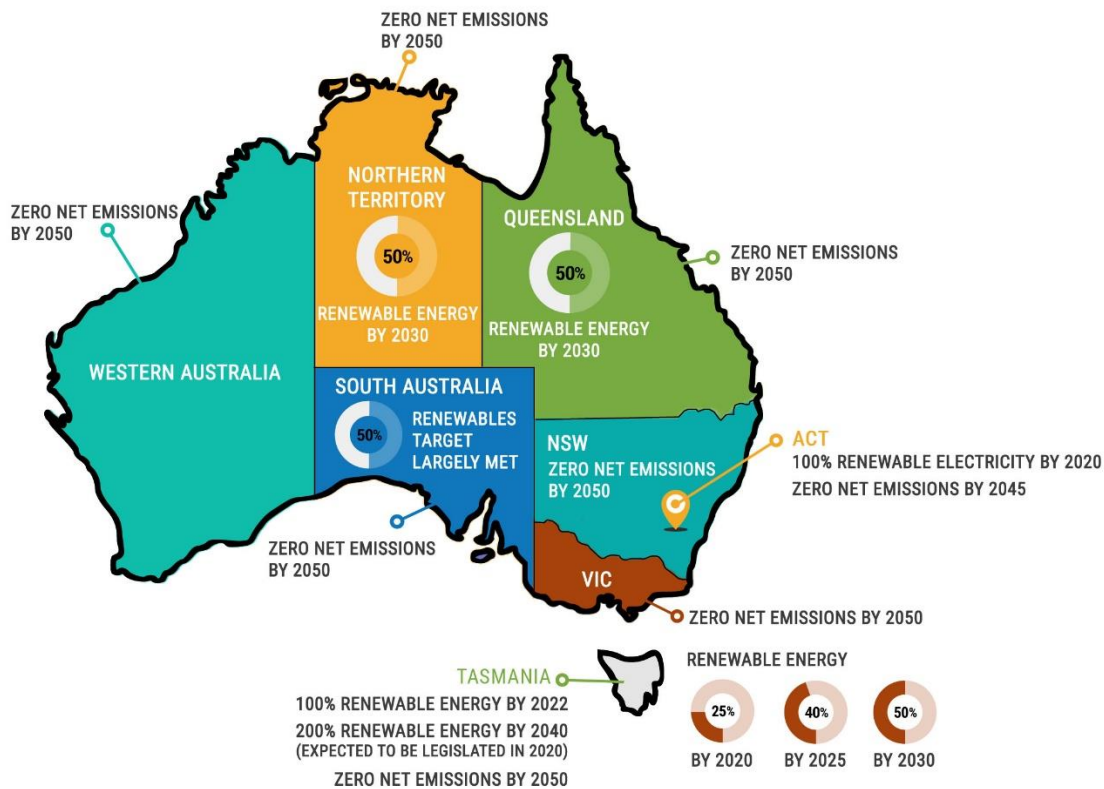 ZERO NET EMISSIONS
BY 2050
NORTHERN
TERRITORY
50%
RENEWABLE ENERGY
BY 2030
QUEENSLAND
50%
RENEWABLE ENERGY
BY 2030
ZERO NET EMISSIONS
BY 2050
ZERO NET EMISSIONS
BY 2050
WESTERN AUSTRALIA
SOUTH AUSTRALIA
50%
RENEWABLES
TARGET
LARGELY MET
ZERO NET EMISSIONS
BY 2050
NSW
ZERO NET EMISSIONS
BY 2050
ACT
100% RENEWABLE ELECTRICITY BY 2020
ZERO NET EMISSIONS BY 2045
VIC
ZERO NET EMISSIONS BY 2050
RENEWABLE ENERGY
25%
BY 2020
40%
BY 2025
50%
BY 2030
TASMANIA
100% RENEWABLE ENERGY BY 2022
200% RENEWABLE ENERGY BY 2040
(EXPECTED TO BE LEGISLATED IN 2020)
ZERO NET EMISSIONS BY 2050